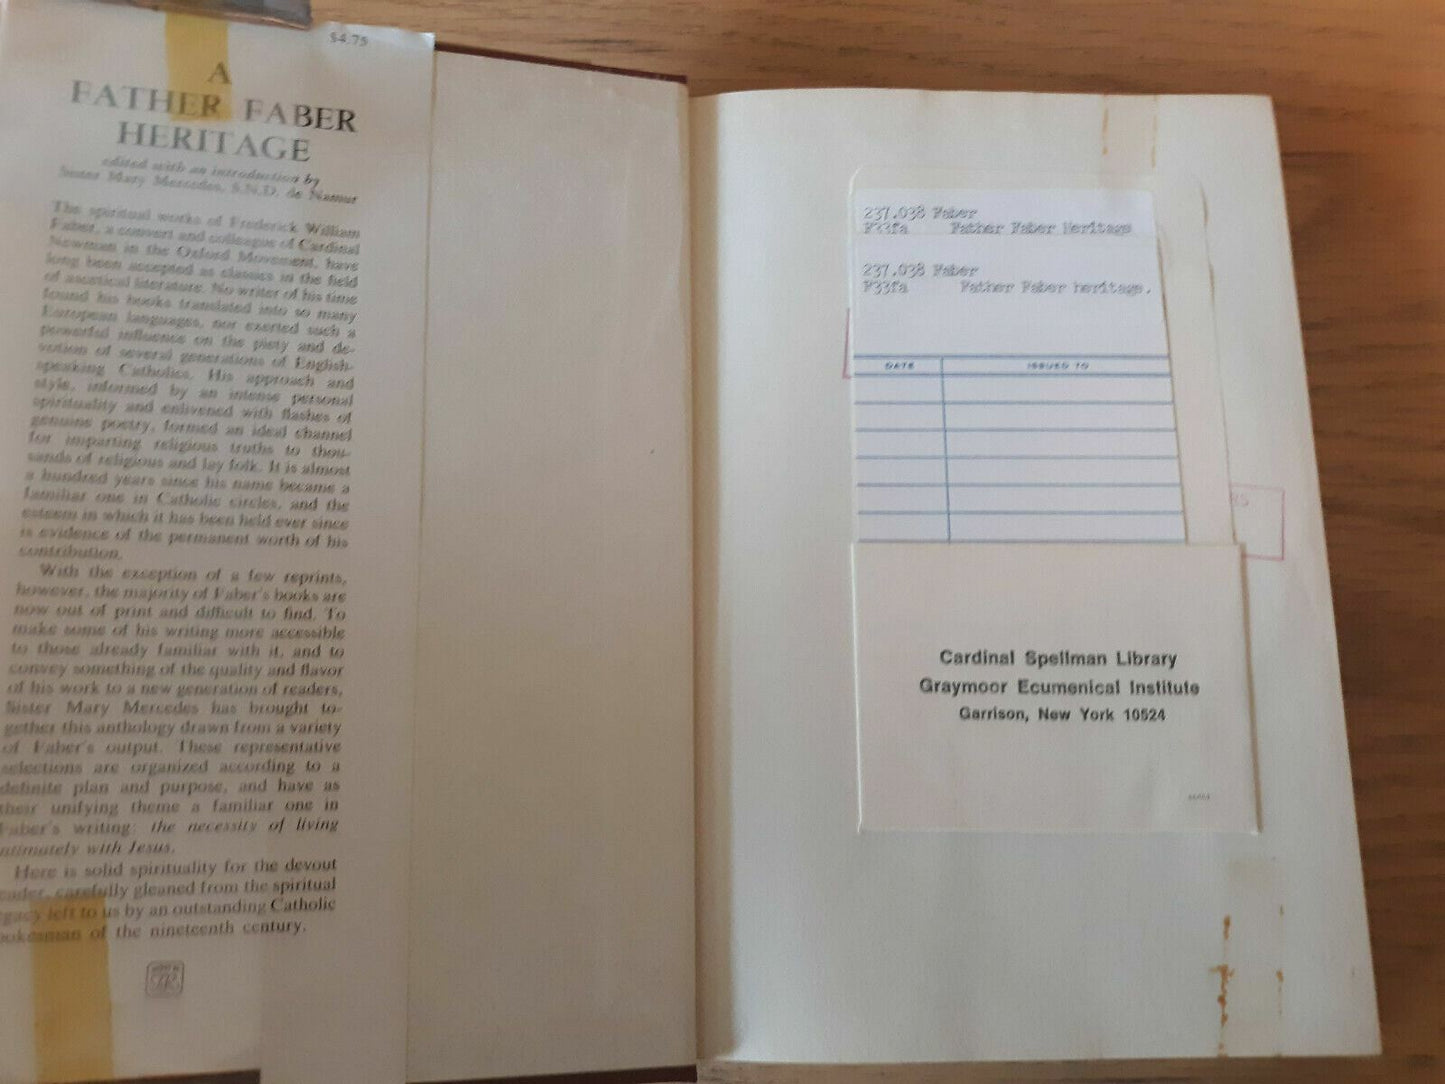 $4.75
A
FATHER FABER
HERITAGE
edited with an introduction by
Sister Mary Mercedes, S.N.D. de Namur
The spiritual works of Frederick William
Faber, a convert and colleague of Cardinal
Newman in the Oxford Movement, have
long been accepted as classics in the field
of ascetical literature. No writer of his time
found his books translated into so many
European languages, nor exerted such a
powerful influence on the piety and de-
votion of several generations of English-
speaking Catholics. His approach and
style, informed by an intense personal
spirituality and enlivened with flashes of
genuine poetry, formed an ideal channel
for imparting religious truths to thou-
sands of religious and lay folk. It is almost
a hundred years since his name became a
familiar one in Catholic circles, and the
esteem in which it has been held ever since
is evidence of the permanent worth of his
contribution.
With the exception of a few reprints,
however, the majority of Faber's books are
now out of print and difficult to find. To
make some of his writing more accessible
to those already familiar with it, and to
convey something of the quality and flavor
of his work to a new generation of readers,
Sister Mary Mercedes has brought to-
gether this anthology drawn from a variety
of Faber's output. These representative
selections are organized according to a
definite plan and purpose, and have as
their unifying theme a familiar one in
Faber's writing: the necessity of living
ntimately with Jesus.
Here is solid spirituality for the devout
eader, carefully gleaned from the spiritual
egacy left to us by an outstanding Catholic
pokesman of the nineteenth century.
237.038 Faber
F33fa Father Faber Heritage
237.038 Faber
F33fa Father Faber heritage.
DATE ISSUED TO
RS
Cardinal Spellman Library
Graymoor Ecumenical Institute
Garrison, New York 10524